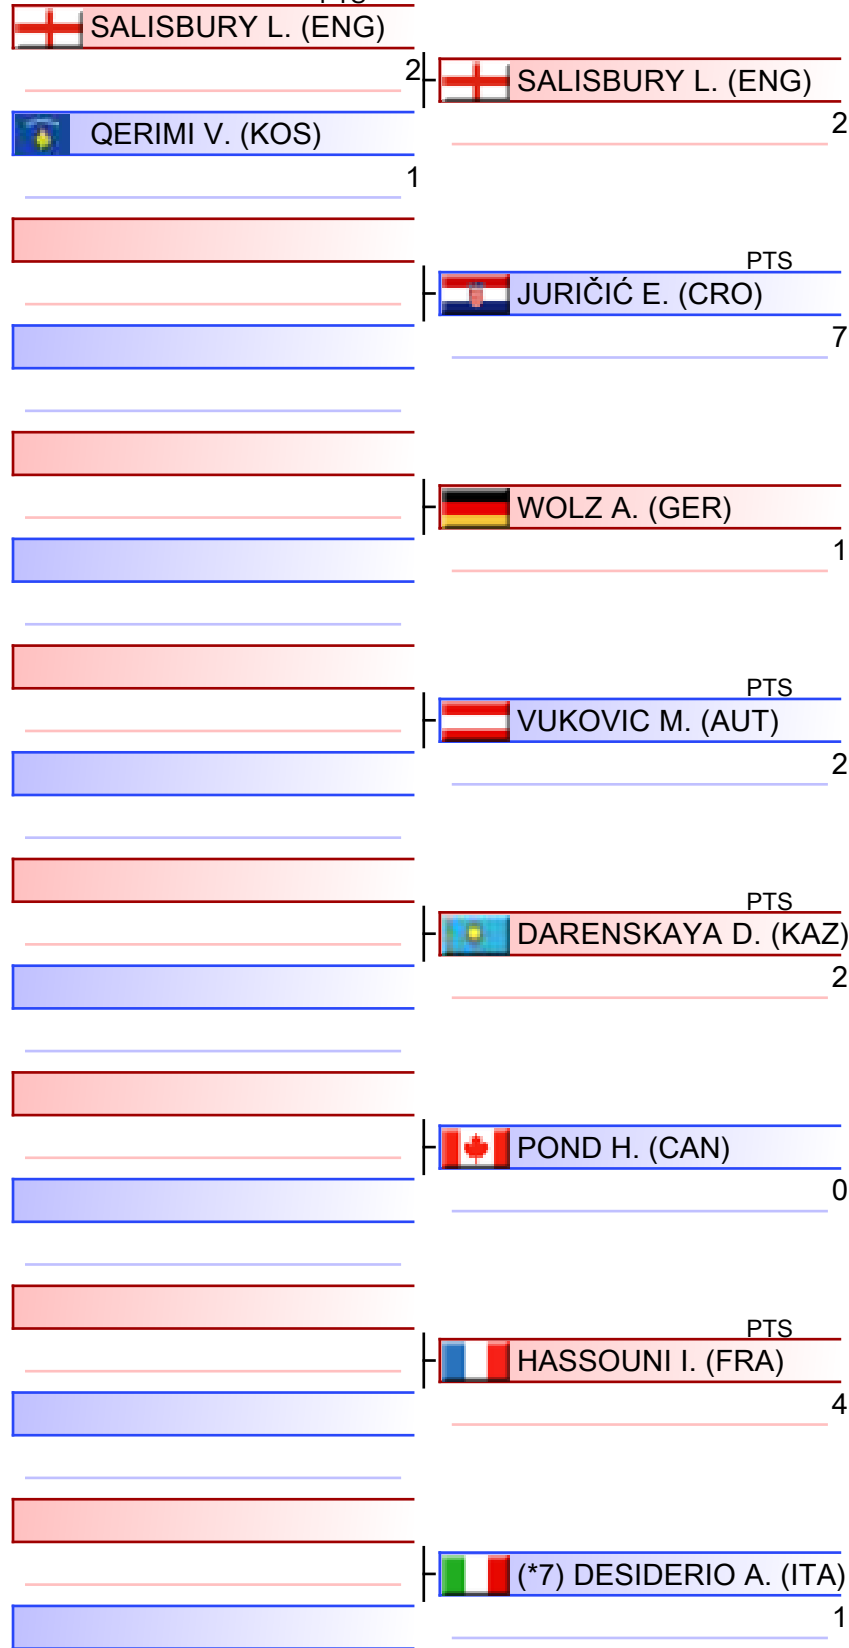 SALISBURY L. (ENG)
2
QERIMI V. (KOS)
1
SALISBURY L. (ENG)
2
PTS
JURIČIĆ E. (CRO)
7
WOLZ A. (GER)
1
PTS
VUKOVIC M. (AUT)
2
PTS
DARENSKAYA D. (KAZ)
2
POND H. (CAN)
0
PTS
HASSOUNI I. (FRA)
4
(*7) DESIDERIO A. (ITA)
1